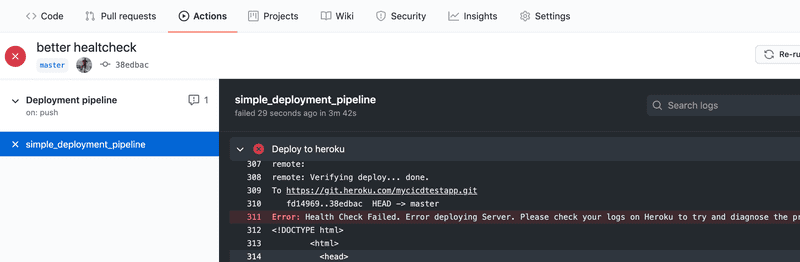 Code Pull requests Actions Projects Wiki Security Insights Settings
better healtcheck
master 38edbac
Re-ru
Deployment pipeline 1
on: push
simple_deployment_pipeline
simple_deployment_pipeline
failed 29 seconds ago in 3m 42s
Search logs
Deploy to heroku
307 remote:
308 remote: Verifying deploy... done.
309 To https://git.heroku.com/mycicdtestapp.git
310 fd14969..38edbac HEAD -> master
311 Error: Health Check Failed. Error deploying Server. Please check your logs on Heroku to try and diagnose the pr
312 <!DOCTYPE html>
313 <html>
314 <head>